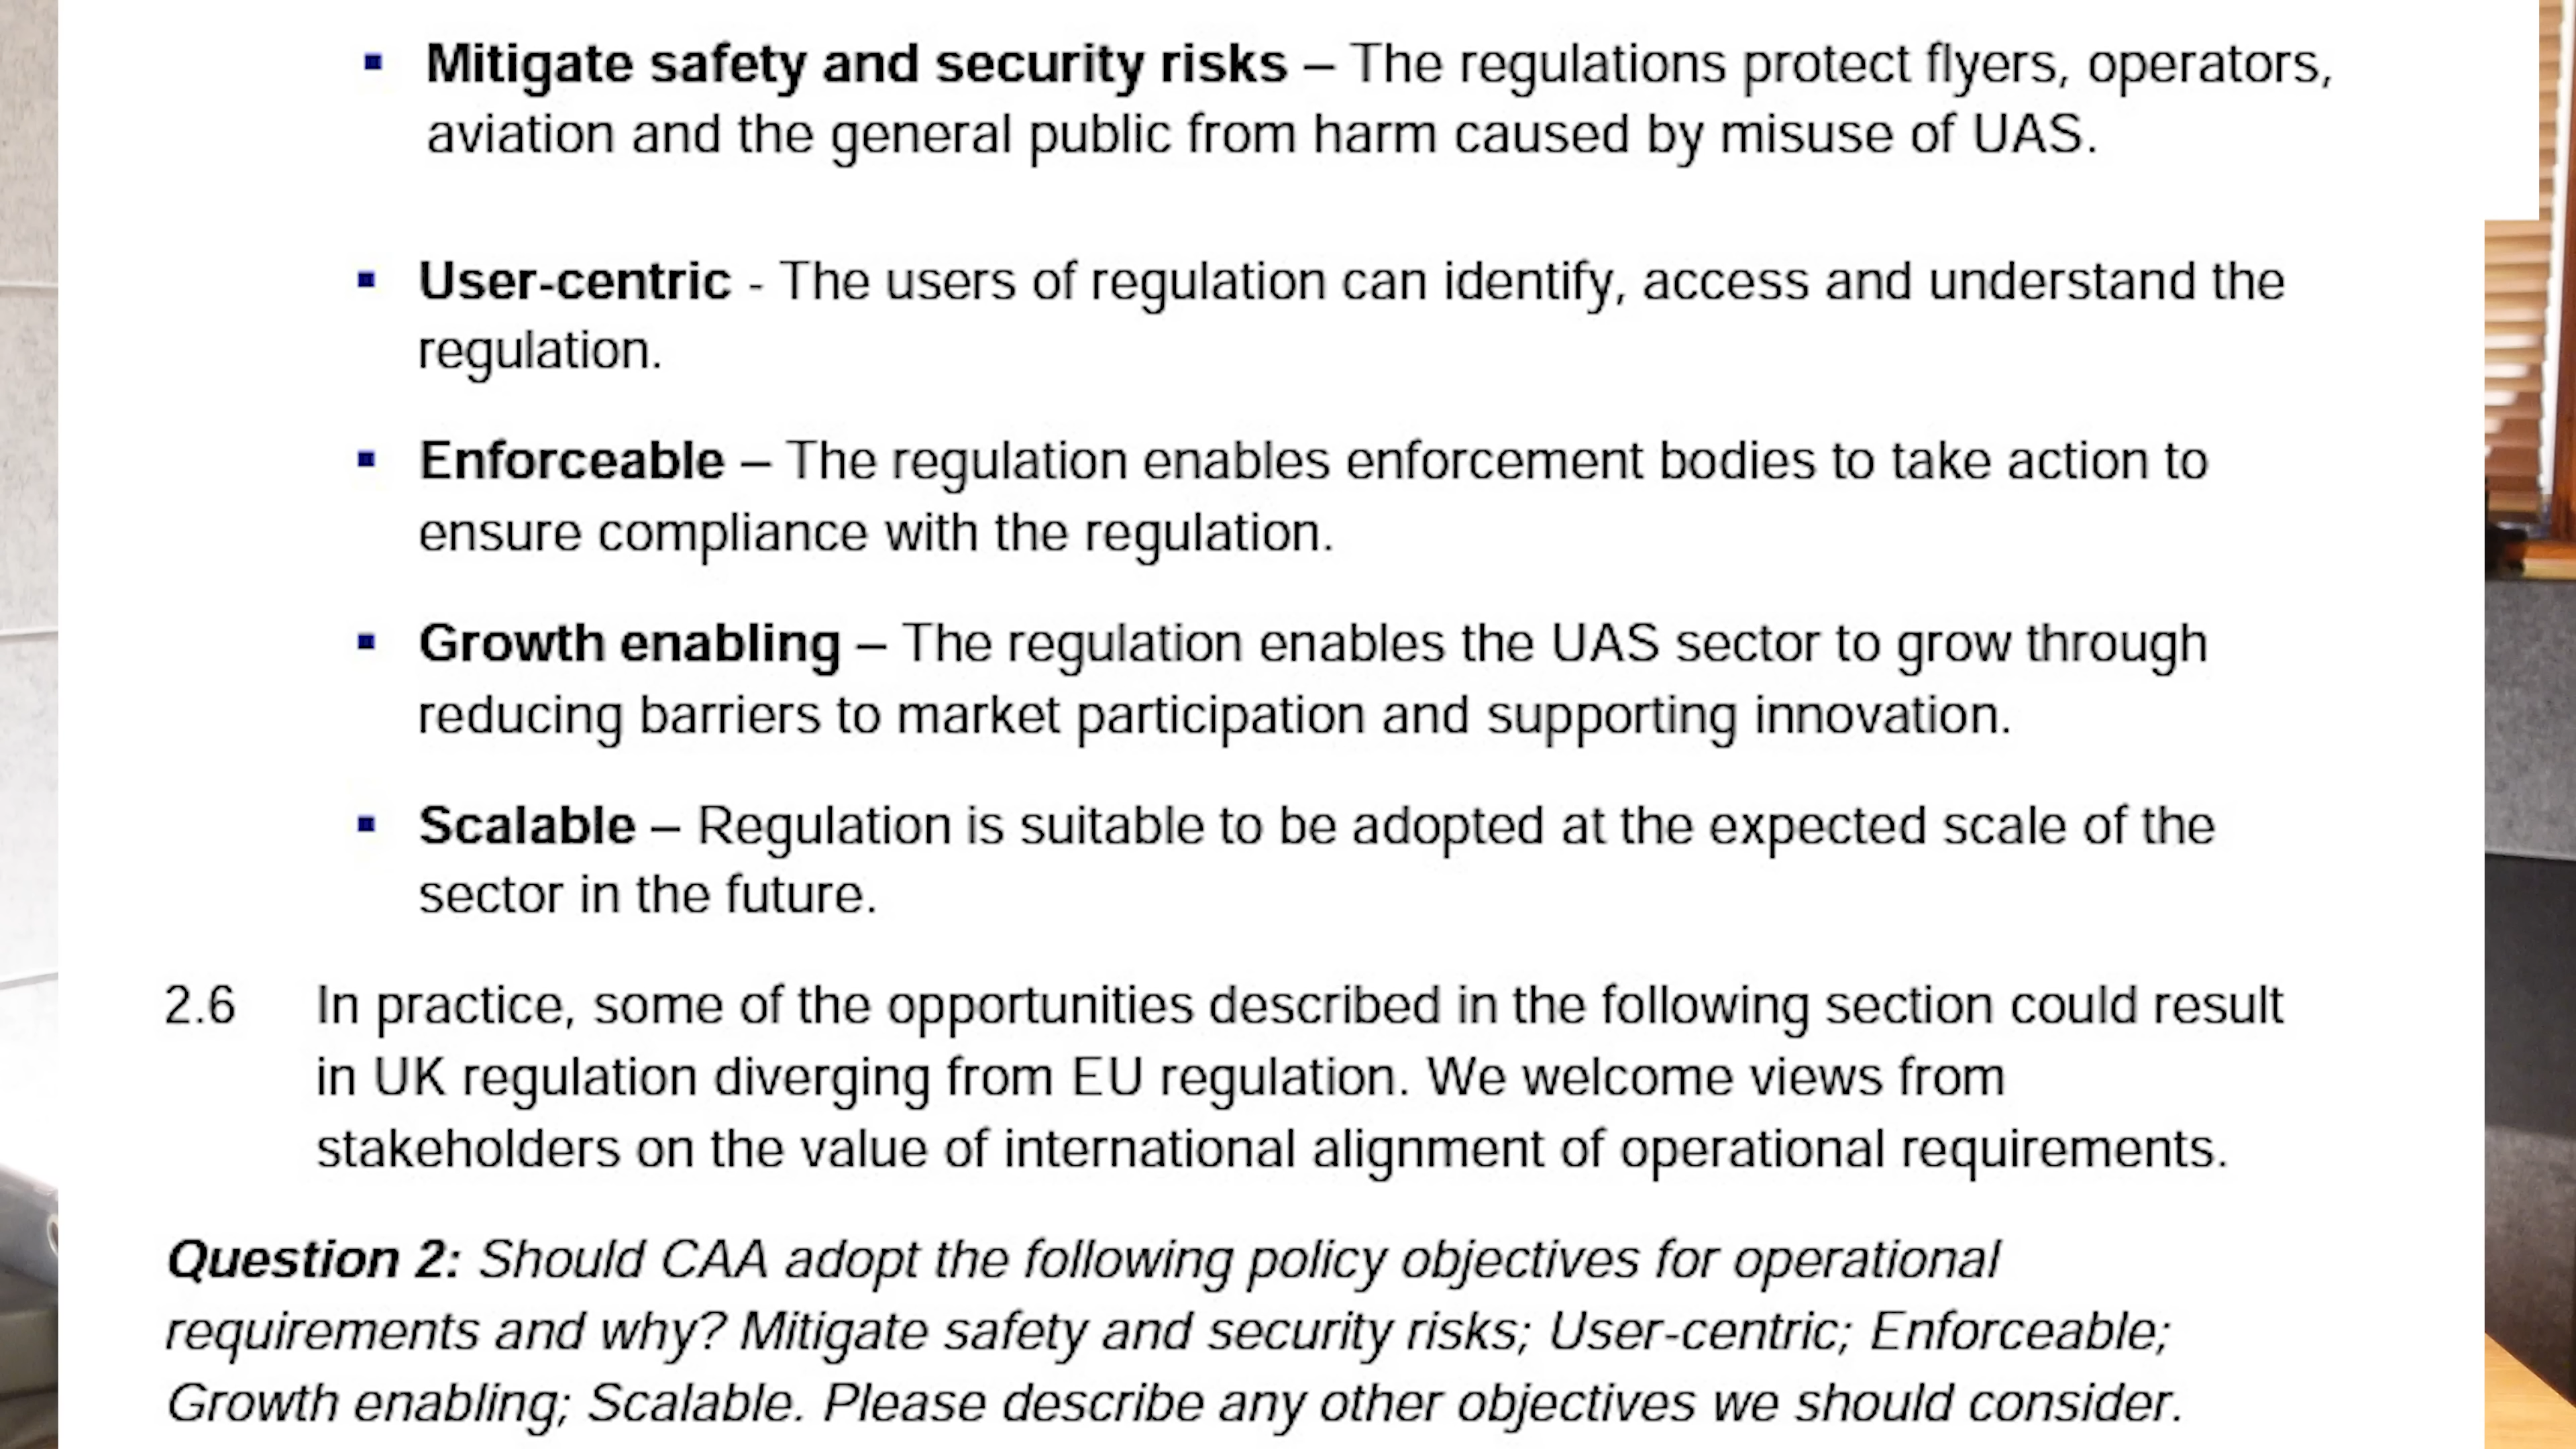 ▪ Mitigate safety and security risks – The regulations protect flyers, operators,
aviation and the general public from harm caused by misuse of UAS.
▪ User-centric - The users of regulation can identify, access and understand the
regulation.
▪ Enforceable – The regulation enables enforcement bodies to take action to
ensure compliance with the regulation.
▪ Growth enabling – The regulation enables the UAS sector to grow through
reducing barriers to market participation and supporting innovation.
▪ Scalable – Regulation is suitable to be adopted at the expected scale of the
sector in the future.
2.6 In practice, some of the opportunities described in the following section could result
in UK regulation diverging from EU regulation. We welcome views from
stakeholders on the value of international alignment of operational requirements.
Question 2: Should CAA adopt the following policy objectives for operational
requirements and why? Mitigate safety and security risks; User-centric; Enforceable;
Growth enabling; Scalable. Please describe any other objectives we should consider.